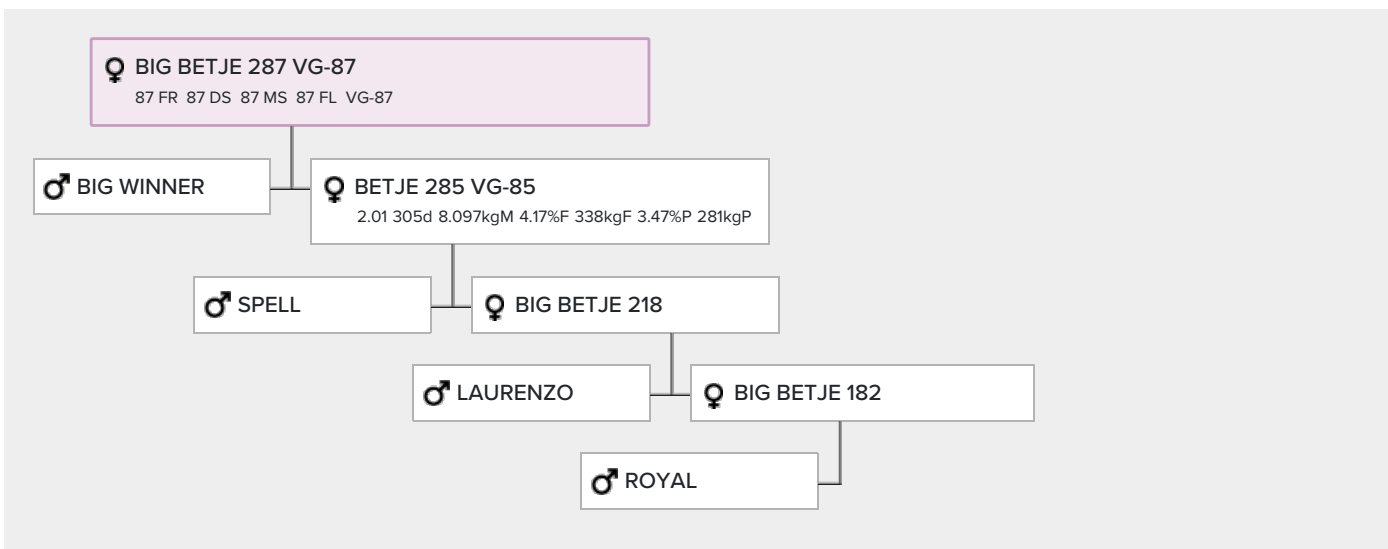 BIG BETJE 287 VG-87
87 FR 87 DS 87 MS 87 FL VG-87
BIG WINNER
BETJE 285 VG-85
2.01 305d 8.097kgM 4.17%F 338kgF 3.47%P 281kgP
SPELL
BIG BETJE 218
LAURENZO
BIG BETJE 182
ROYAL